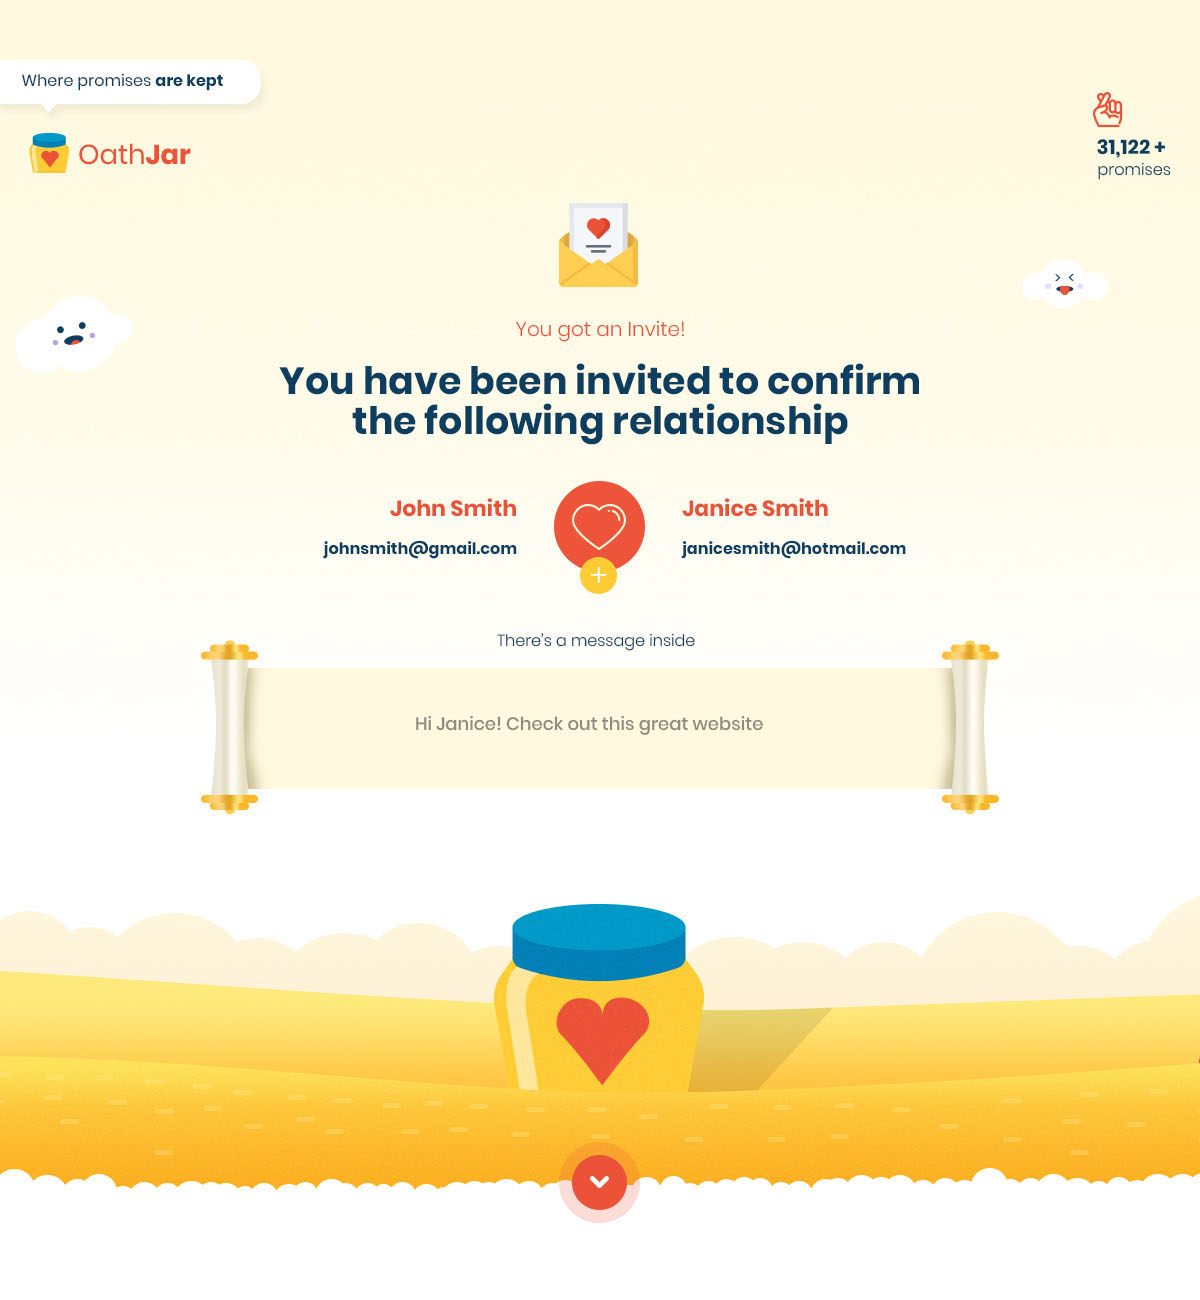 Where promises are kept
OathJar
31,122 +
promises
You got an Invite!
You have been invited to confirm
the following relationship
John Smith
johnsmith@gmail.com
Janice Smith
janicesmith@hotmail.com
There's a message inside
Hi Janice! Check out this great website